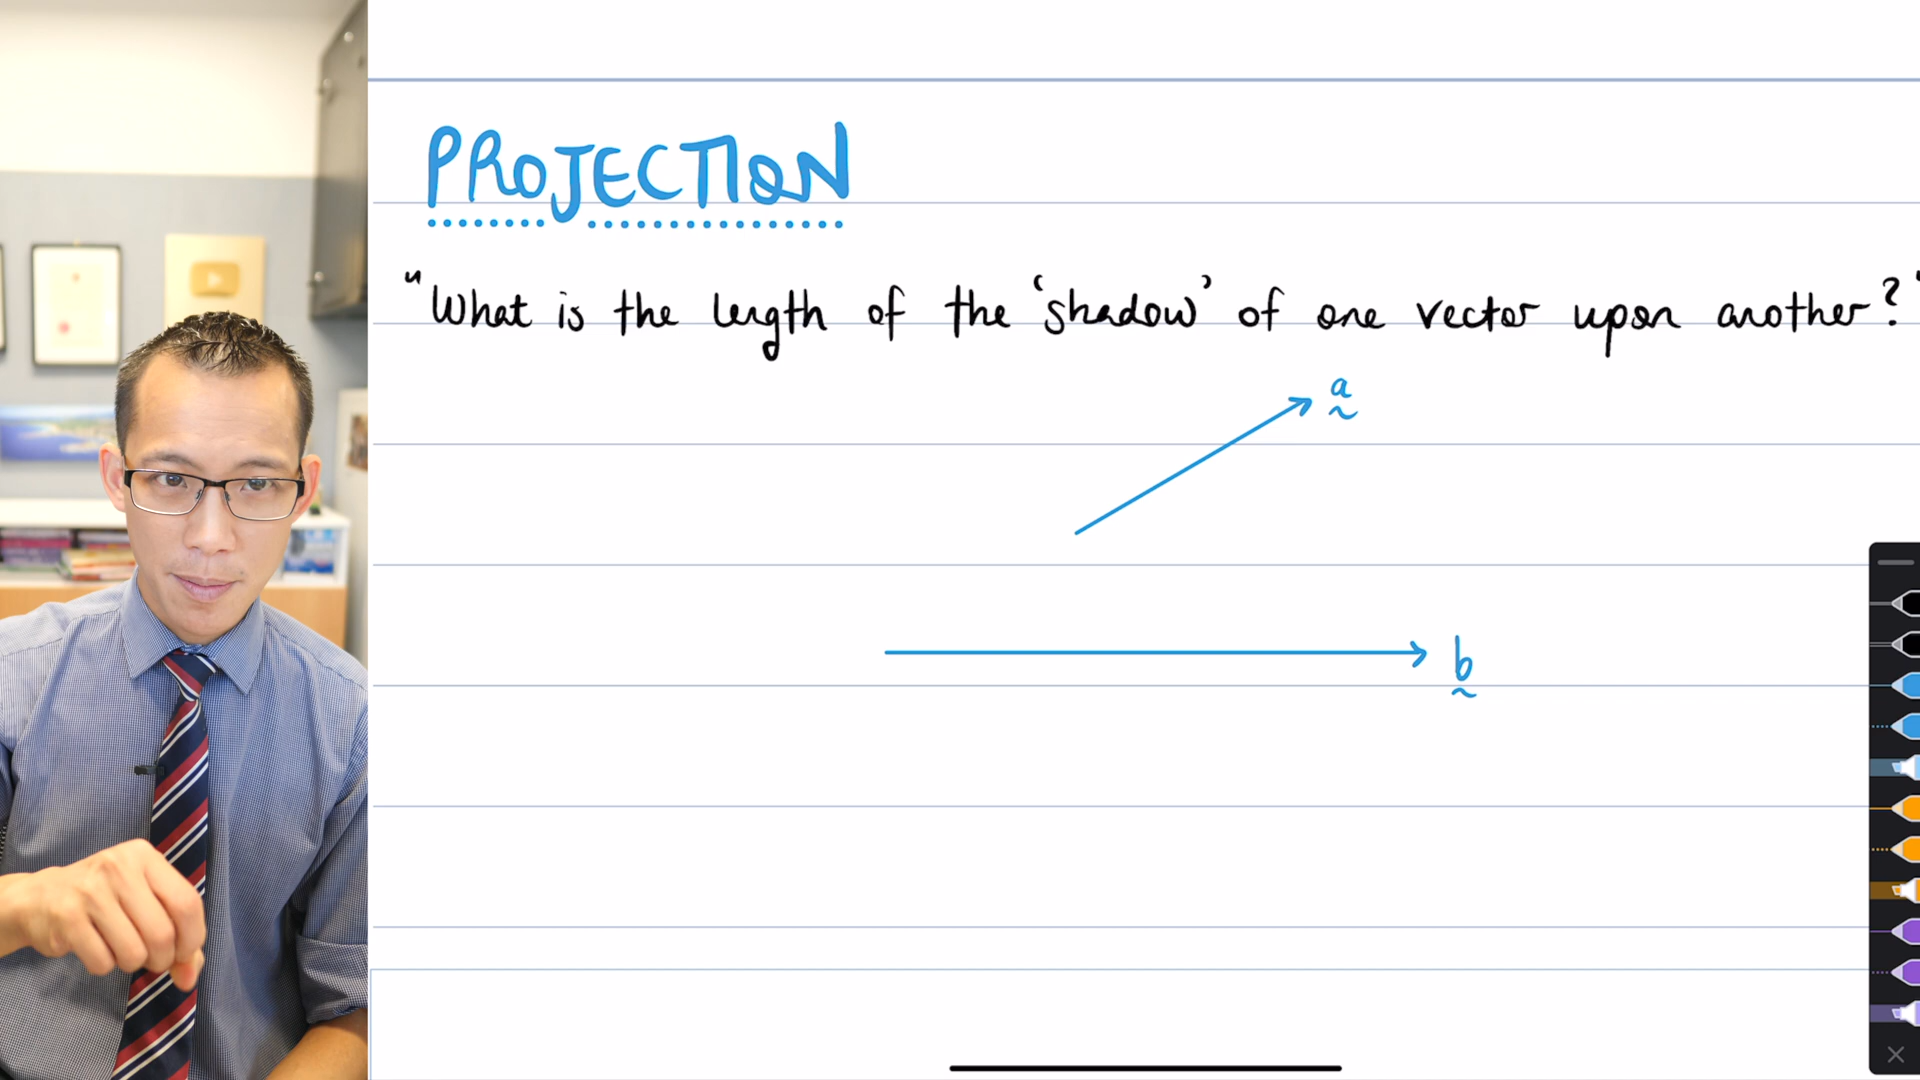 PROJECTION
"What is the length of the 'shadow' of one vector upon another?"
a
b